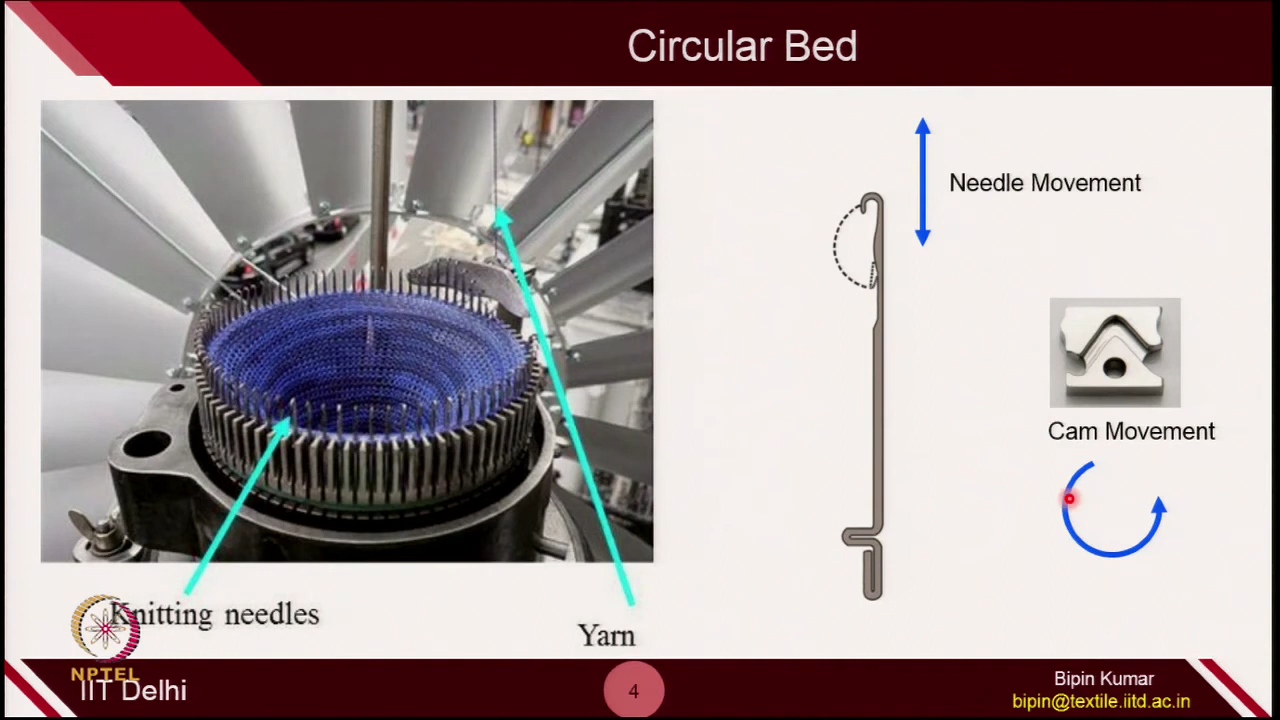 Circular Bed
Needle Movement
Cam Movement
Knitting needles
Yarn
NPTEL
IIT Delhi
4
Bipin Kumar
bipin@textile.iitd.ac.in